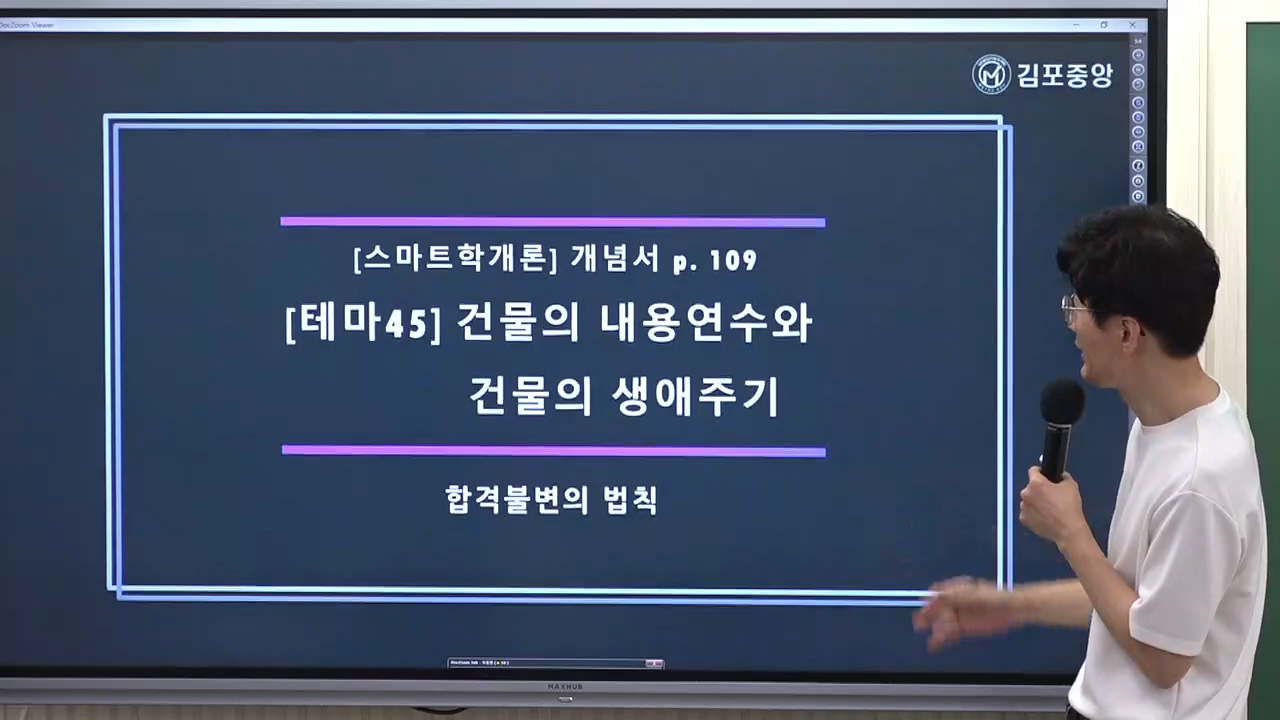 DocZoom Viewer
김포중앙
[스마트학개론] 개념서 p. 109
[테마45] 건물의 내용연수와
건물의 생애주기
합격불변의 법칙
MAXHUB